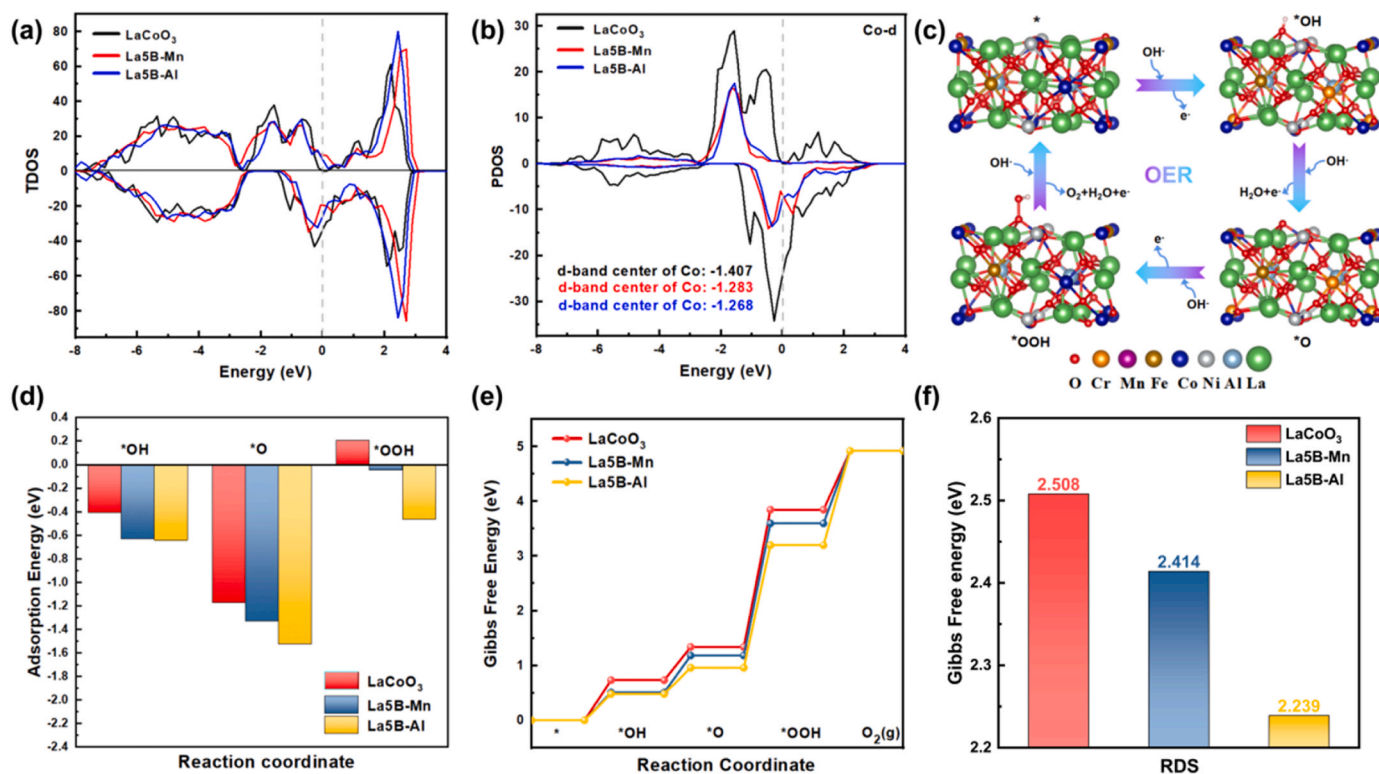 (a)
LaCoO3
La5B-Mn
La5B-Al
80
60
40
20
0
-20
-40
-60
-80
TDOS
-8
-6
-4
-2
0
2
4
Energy (eV)
(b)
LaCoO3
La5B-Mn
La5B-Al
Co-d
30
20
10
0
-10
-20
-30
PDOS
d-band center of Co: -1.407
d-band center of Co: -1.283
d-band center of Co: -1.268
-8
-6
-4
-2
0
2
4
Energy (eV)
(c)
*
*OH
OH-
e-
OH-
O2+H2O+e-
OER
OH-
H2O+e-
e-
OH-
*OOH
*O
O Cr Mn Fe Co Ni Al La
(d)
0.4
0.2
0.0
-0.2
-0.4
-0.6
-0.8
-1.0
-1.2
-1.4
-1.6
-1.8
-2.0
-2.2
-2.4
Adsorption Energy (eV)
*OH
*O
*OOH
LaCoO3
La5B-Mn
La5B-Al
Reaction coordinate
(e)
LaCoO3
La5B-Mn
La5B-Al
5
4
3
2
1
0
Gibbs Free Energy (eV)
* *OH *O *OOH O2(g)
Reaction Coordinate
(f)
2.6
2.5
2.4
2.3
2.2
Gibbs Free energy (eV)
LaCoO3
La5B-Mn
La5B-Al
2.508
2.414
2.239
RDS